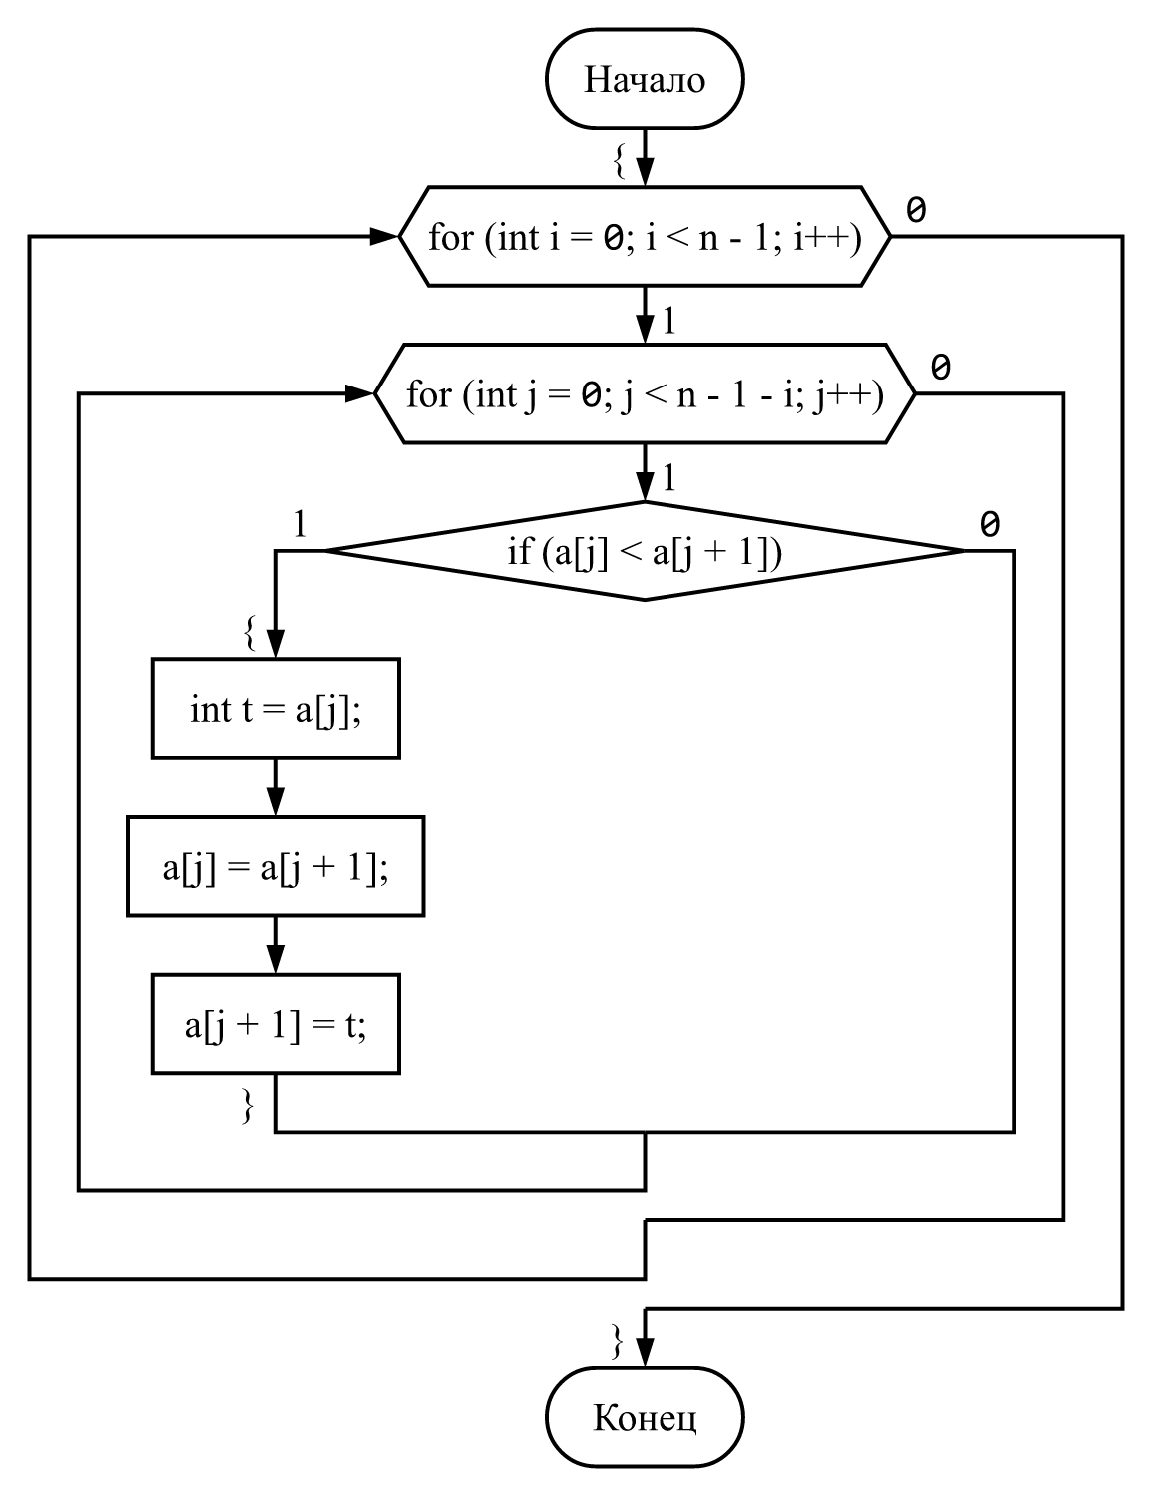 Начало
{
0
for (int i = 0; i < n - 1; i++)
1
0
for (int j = 0; j < n - 1 - i; j++)
1
1
0
if (a[j] < a[j + 1])
{
int t = a[j];
a[j] = a[j + 1];
a[j + 1] = t;
}
}
Конец